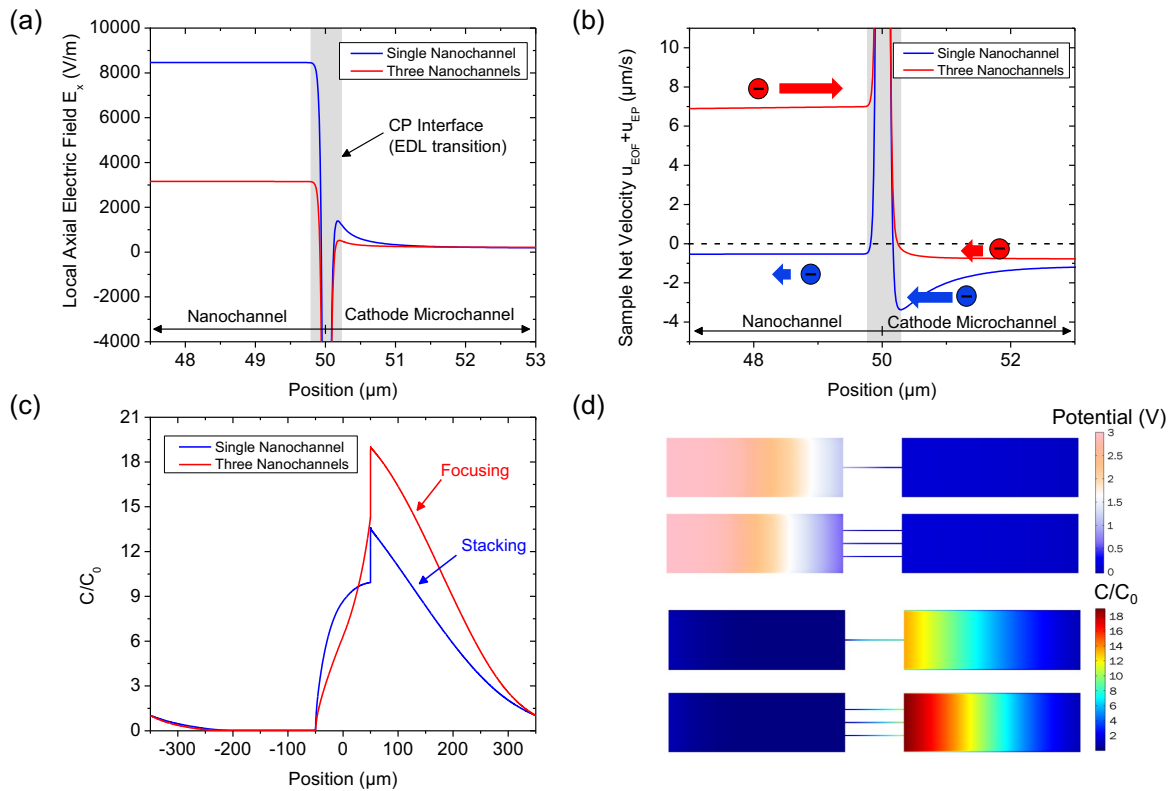 (a)
Local Axial Electric Field E_x (V/m)
10000
8000
6000
4000
2000
0
-2000
-4000
Single Nanochannel
Three Nanochannels
CP Interface
(EDL transition)
Nanochannel
Cathode Microchannel
48
49
50
51
52
53
Position (μm)
(b)
Sample Net Velocity u_EOF+u_EP (μm/s)
10
8
6
4
2
0
-2
-4
Single Nanochannel
Three Nanochannels
Nanochannel
Cathode Microchannel
48
50
52
Position (μm)
(c)
C/C_0
21
18
15
12
9
6
3
0
Single Nanochannel
Three Nanochannels
Focusing
Stacking
-300
-200
-100
0
100
200
300
Position (μm)
(d)
Potential (V)
3
2.5
2
1.5
1
0.5
0
C/C_0
18
16
14
12
10
8
6
4
2